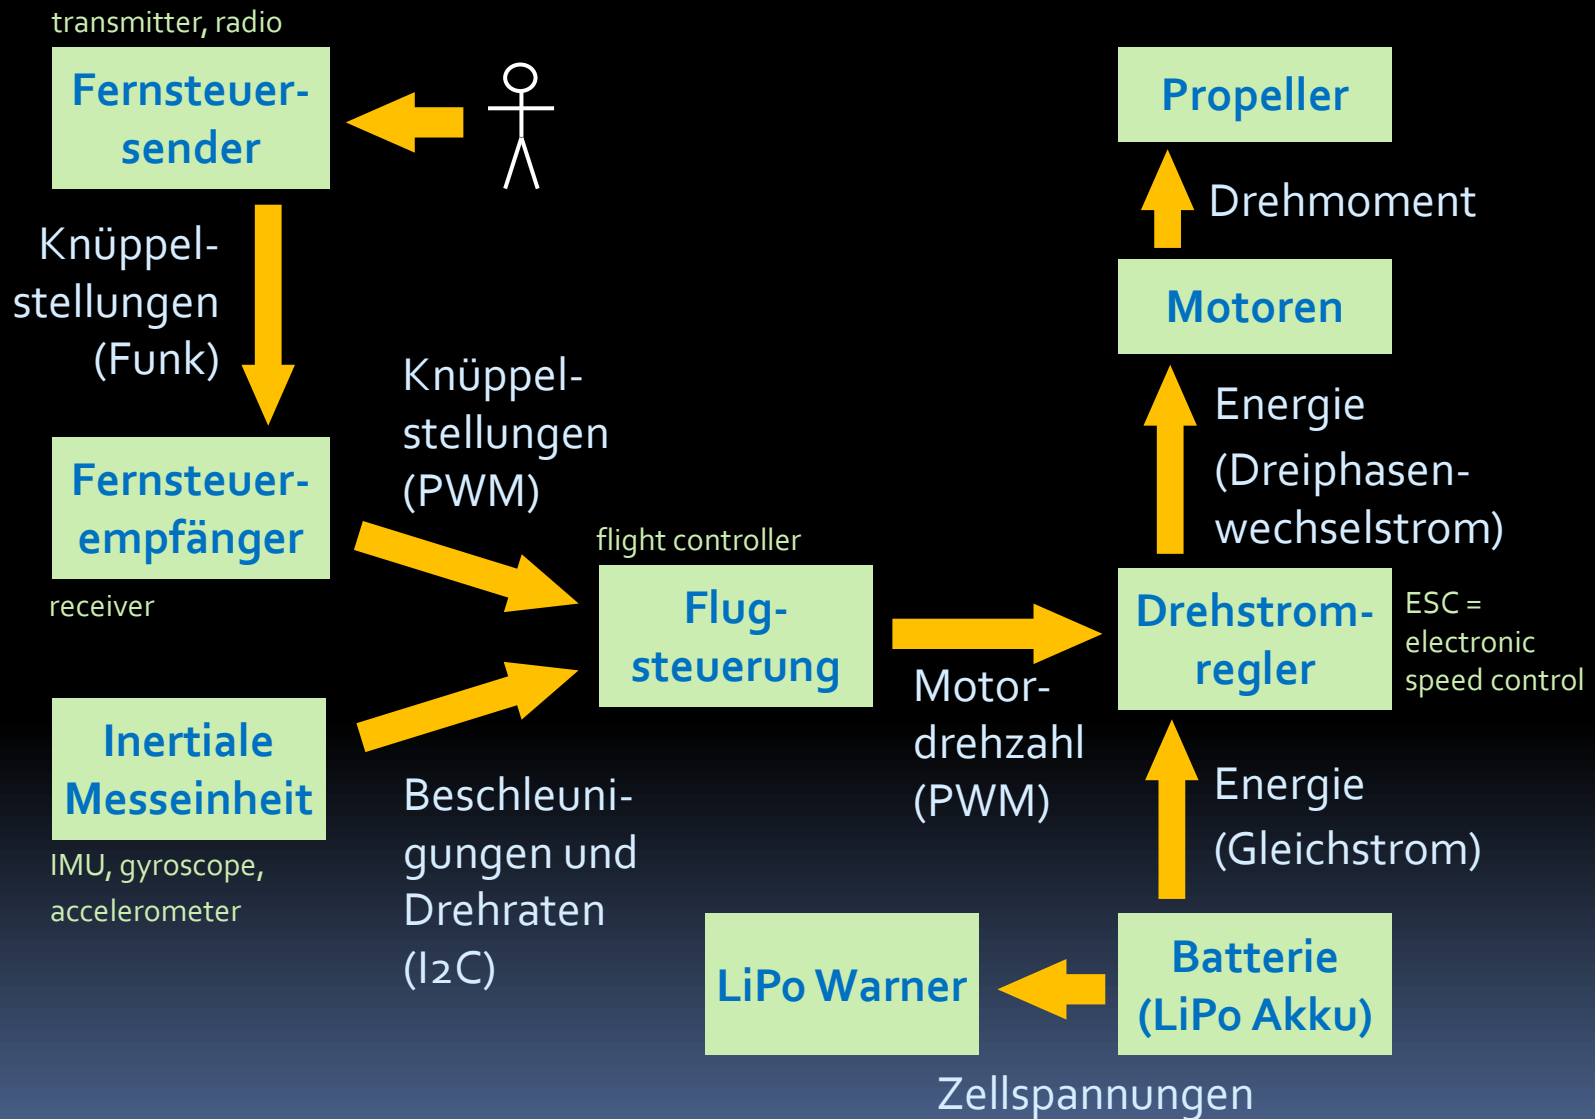 transmitter, radio
Fernsteuer-
sender
Knüppel-
stellungen
(Funk)
Fernsteuer-
empfänger
receiver
Knüppel-
stellungen
(PWM)
Inertiale
Messeinheit
IMU, gyroscope,
accelerometer
Beschleuni-
gungen und
Drehraten
(I2C)
flight controller
Flug-
steuerung
Motor-
drehzahl
(PWM)
Propeller
Drehmoment
Motoren
Energie
(Dreiphasen-
wechselstrom)
Drehstrom-
regler
ESC =
electronic
speed control
Energie
(Gleichstrom)
Batterie
(LiPo Akku)
LiPo Warner
Zellspannungen